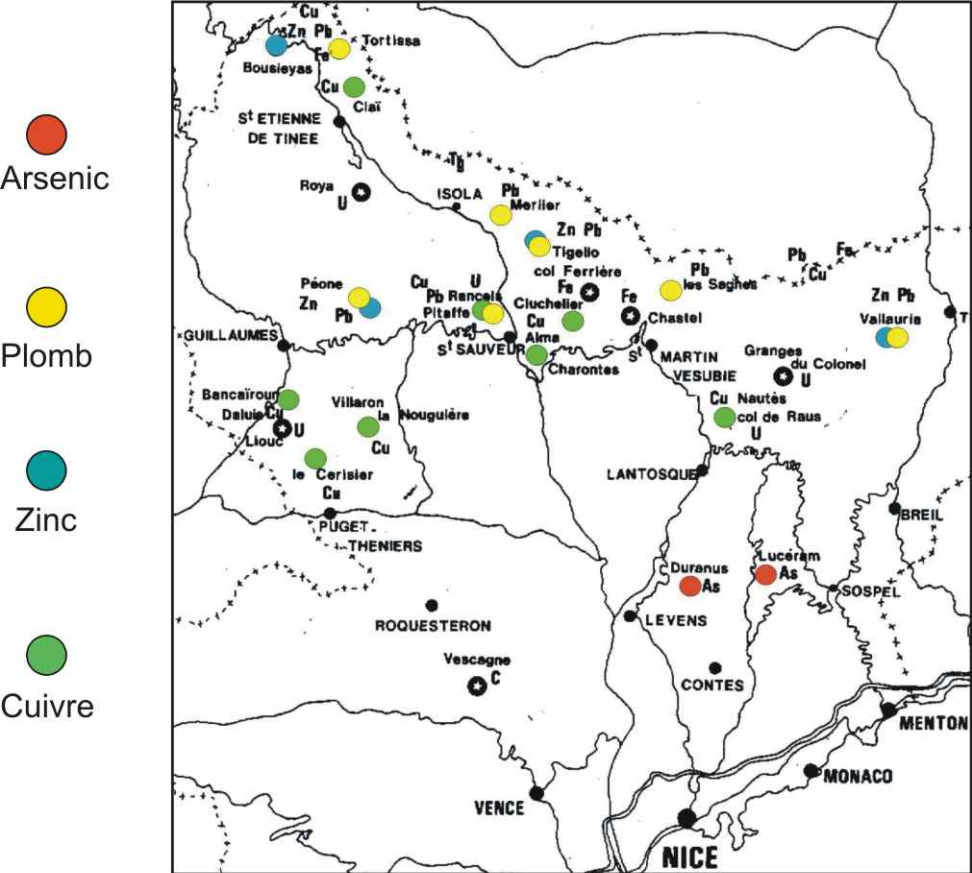 Arsenic
Plomb
Zinc
Cuivre
Cu
Zn Pb
Fe
Tortissa
Bousieyas
Cu
Claï
St ETIENNE
DE TINEE
Roya
U
ISOLA
Pb
Merlier
Zn Pb
Tigello
col Ferrière
Fe
Pb
les Saghes
Pb
Cu
Fe
Péone
Zn
Pb
Cu
U
Pb Rancels
Pitaffe
Cluchelier
Cu
Alma
Charontes
Fe
Chastel
Zn Pb
Vallauria
T
GUILLAUMES
St SAUVEUR
St
MARTIN
VESUBIE
Granges
du Colonel
U
Bancaïroun
Daluis Cu
U
Liouc
Villaron
la Nouguière
Cu
Cu Nautès
col de Raus
U
le Cerisier
Cu
LANTOSQUE
PUGET-
THENIERS
BREIL
Duranus
As
Lucéram
As
SOSPEL
ROQUESTERON
LEVENS
Vescagne
C
CONTES
MENTON
MONACO
VENCE
NICE